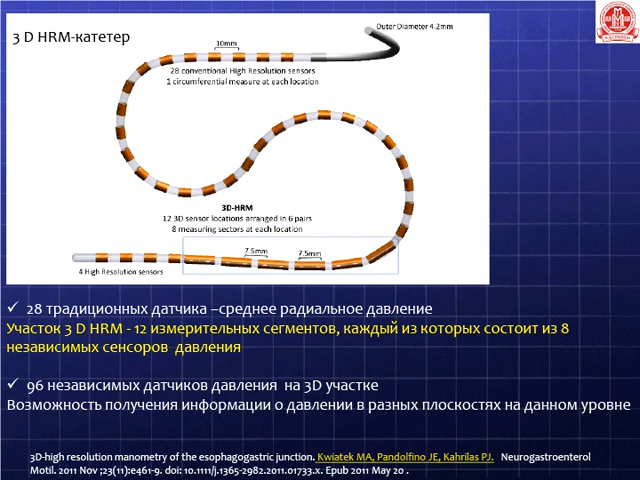 3 D HRM-катетер
Outer Diameter 4.2mm
10mm
28 conventional High Resolution sensors
1 circumferential measure at each location
3D-HRM
12 3D sensor locations arranged in 6 pairs
8 measuring sectors at each location
7.5mm 7.5mm
4 High Resolution sensors
✓ 28 традиционных датчика –среднее радиальное давление
Участок 3 D HRM - 12 измерительных сегментов, каждый из которых состоит из 8
независимых сенсоров давления
✓ 96 независимых датчиков давления на 3D участке
Возможность получения информации о давлении в разных плоскостях на данном уровне
3D-high resolution manometry of the esophagogastric junction. Kwiatek MA, Pandolfino JE, Kahrilas PJ. Neurogastroenterol
Motil. 2011 Nov ;23(11):e461-9. doi: 10.1111/j.1365-2982.2011.01733.x. Epub 2011 May 20 .